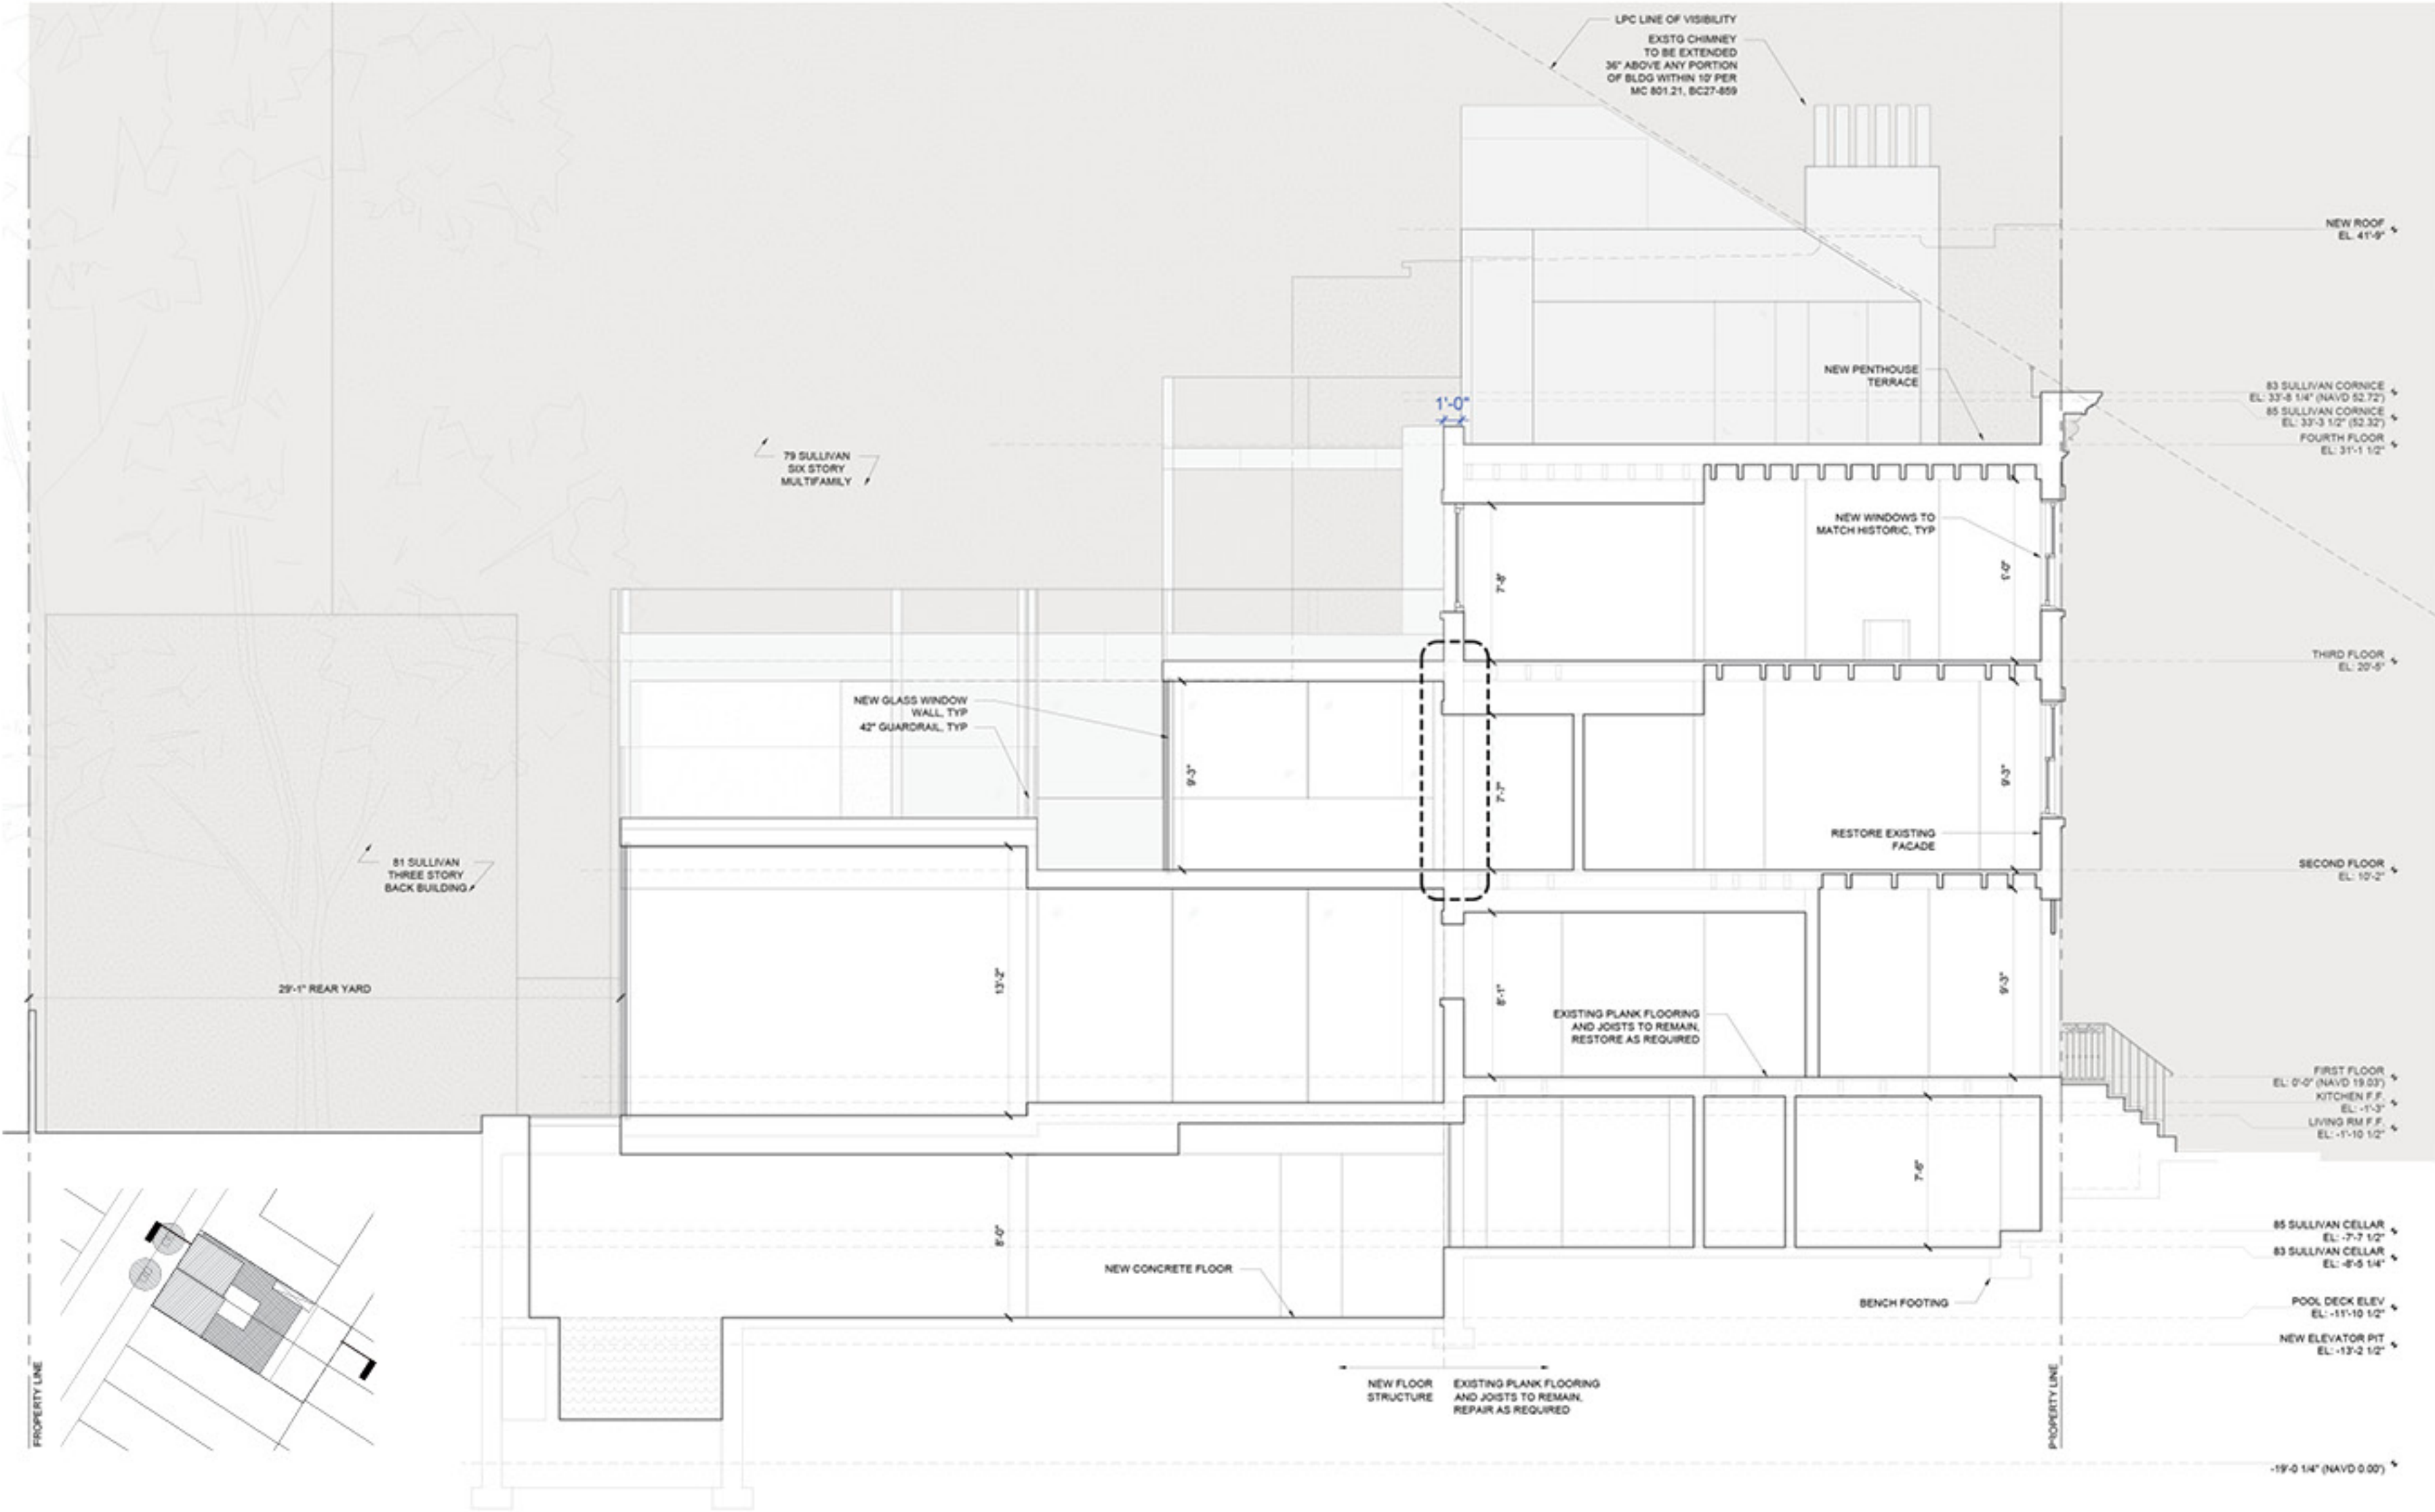 LPC LINE OF VISIBILITY
EXSTG CHIMNEY
TO BE EXTENDED
36" ABOVE ANY PORTION
OF BLDG WITHIN 10' PER
MC 801.21, BC27-859
NEW ROOF
EL. 41'-9"
NEW PENTHOUSE
TERRACE
83 SULLIVAN CORNICE
EL: 33'-8 1/4" (NAVD 52.72')
85 SULLIVAN CORNICE
EL: 33'-3 1/2" (52.32')
FOURTH FLOOR
EL: 31'-1 1/2"
1'-0"
79 SULLIVAN
SIX STORY
MULTIFAMILY
NEW WINDOWS TO
MATCH HISTORIC, TYP
7'-8"
THIRD FLOOR
EL: 20'-5"
NEW GLASS WINDOW
WALL, TYP
42" GUARDRAIL, TYP
9'-3"
7'-7"
9'-3"
RESTORE EXISTING
FACADE
81 SULLIVAN
THREE STORY
BACK BUILDING
SECOND FLOOR
EL: 10'-2"
29'-1" REAR YARD
13'-2"
8'-1"
9'-3"
EXISTING PLANK FLOORING
AND JOISTS TO REMAIN,
RESTORE AS REQUIRED
FIRST FLOOR
EL: 0'-0" (NAVD 19.03')
KITCHEN F.F.
EL: -1'-3"
LIVING RM F.F.
EL: -1'-10 1/2"
7'-6"
8'-0"
85 SULLIVAN CELLAR
EL: -7'-7 1/2"
83 SULLIVAN CELLAR
EL: -8'-5 1/4"
NEW CONCRETE FLOOR
BENCH FOOTING
POOL DECK ELEV
EL: -11'-10 1/2"
NEW ELEVATOR PIT
EL: -13'-2 1/2"
NEW FLOOR
STRUCTURE
EXISTING PLANK FLOORING
AND JOISTS TO REMAIN,
REPAIR AS REQUIRED
PROPERTY LINE
PROPERTY LINE
-19'-0 1/4" (NAVD 0.00')